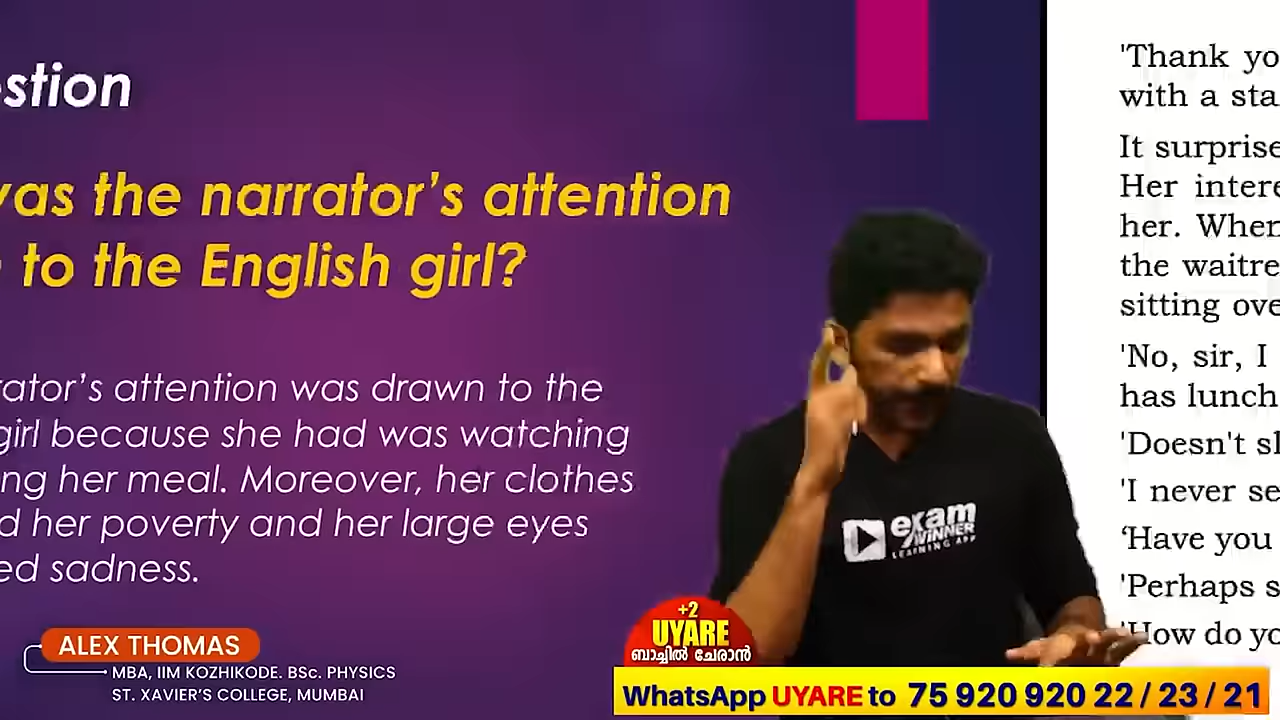 stion
was the narrator's attention
to the English girl?
rator's attention was drawn to the
girl because she had was watching
ng her meal. Moreover, her clothes
d her poverty and her large eyes
ed sadness.
ALEX THOMAS
MBA, IIM KOZHIKODE. BSc. PHYSICS
ST. XAVIER'S COLLEGE, MUMBAI
exam
WINNER
LEARNING APP
+2
UYARE
ബാച്ചിൽ ചേരാൻ
WhatsApp UYARE to 75 920 920 22 / 23 / 21
'Thank yo
with a sta
It surprise
Her intere
her. When
the waitre
sitting ove
'No, sir, I
has lunch
'Doesn't sl
'I never se
'Have you
'Perhaps s
'How do yo